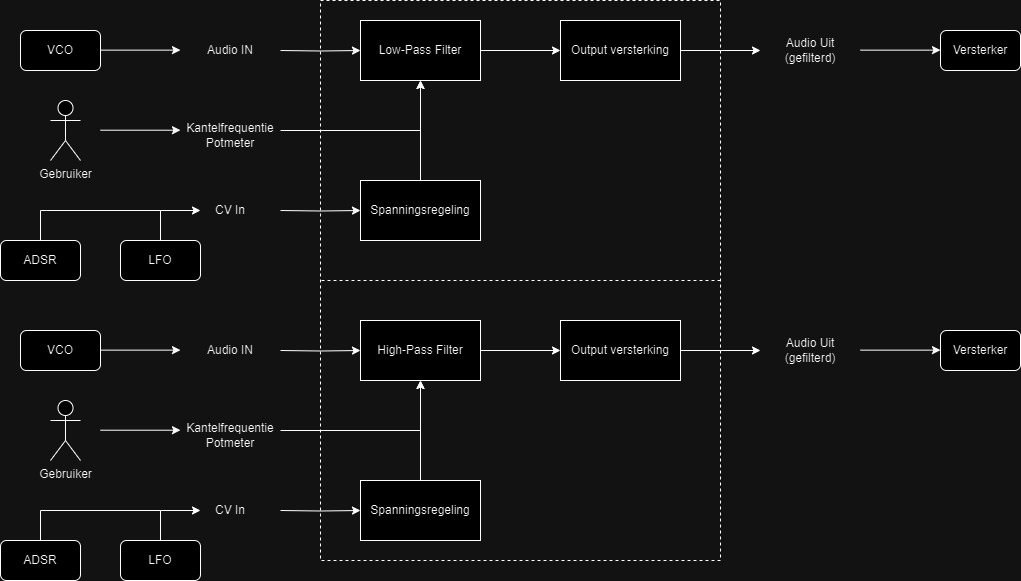 VCO
Audio IN
Low-Pass Filter
Output versterking
Audio Uit
(gefilterd)
Versterker
Kantelfrequentie
Potmeter
Gebruiker
CV In
Spanningsregeling
ADSR
LFO
VCO
Audio IN
High-Pass Filter
Output versterking
Audio Uit
(gefilterd)
Versterker
Kantelfrequentie
Potmeter
Gebruiker
CV In
Spanningsregeling
ADSR
LFO